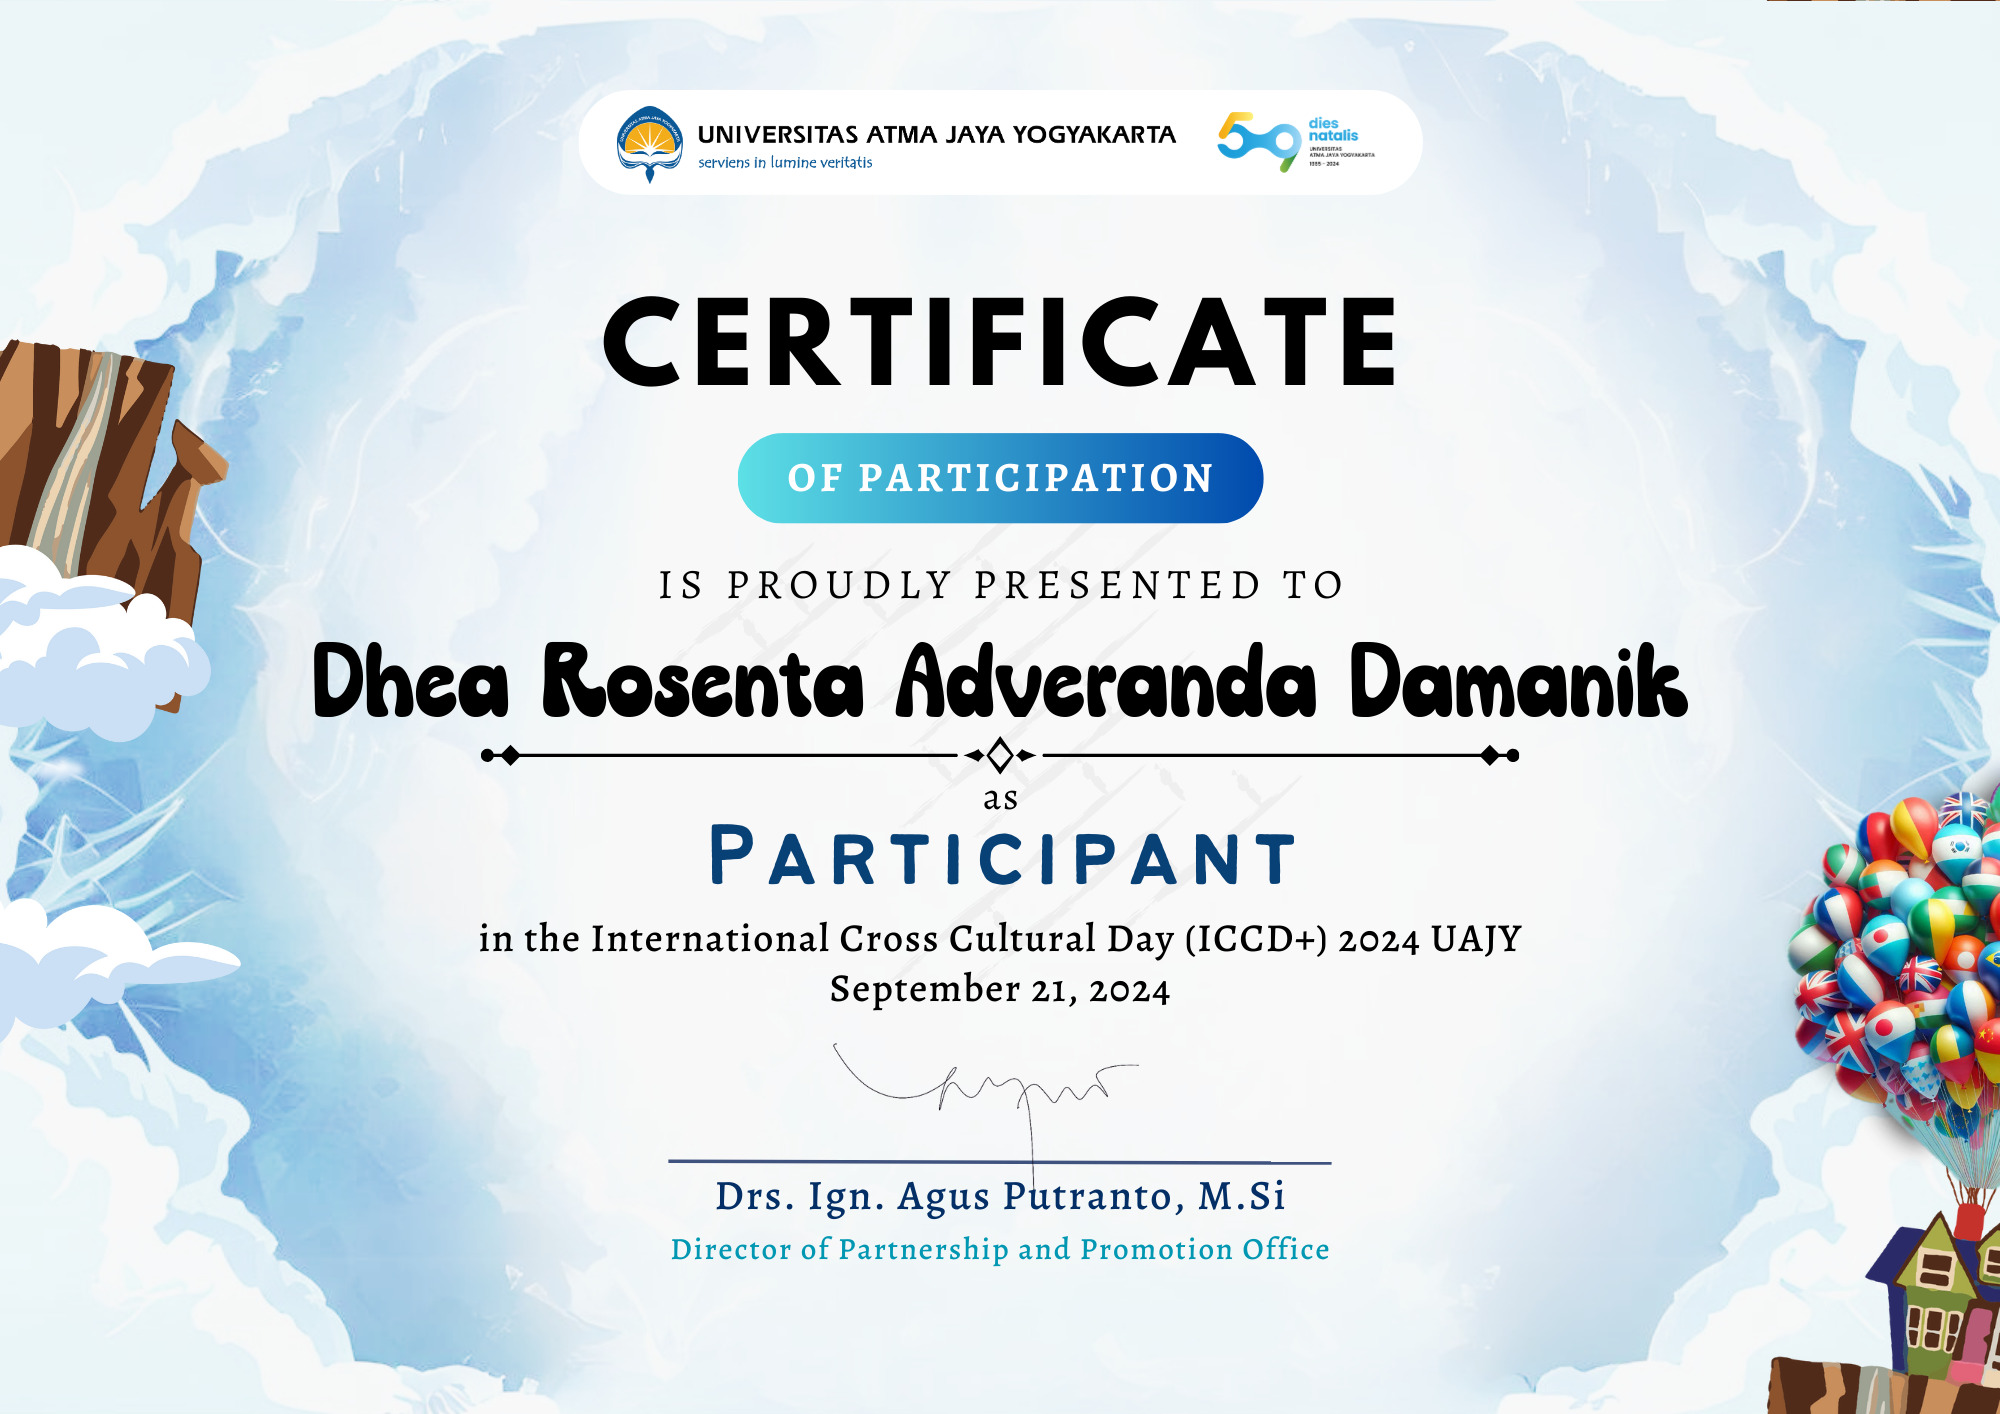 UNIVERSITAS ATMA JAYA YOGYAKARTA
serviens in lumine veritatis
59 dies
natalis
UNIVERSITAS
ATMA JAYA YOGYAKARTA
1965 - 2024
CERTIFICATE
OF PARTICIPATION
IS PROUDLY PRESENTED TO
Dhea Rosenta Adveranda Damanik
as
PARTICIPANT
in the International Cross Cultural Day (ICCD+) 2024 UAJY
September 21, 2024
Drs. Ign. Agus Putranto, M.Si
Director of Partnership and Promotion Office